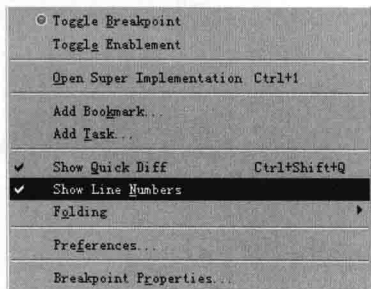 Toggle Breakpoint
Toggle Enablement
Open Super Implementation Ctrl+1
Add Bookmark...
Add Task...
Show Quick Diff Ctrl+Shift+Q
Show Line Numbers
Folding
Preferences...
Breakpoint Properties...